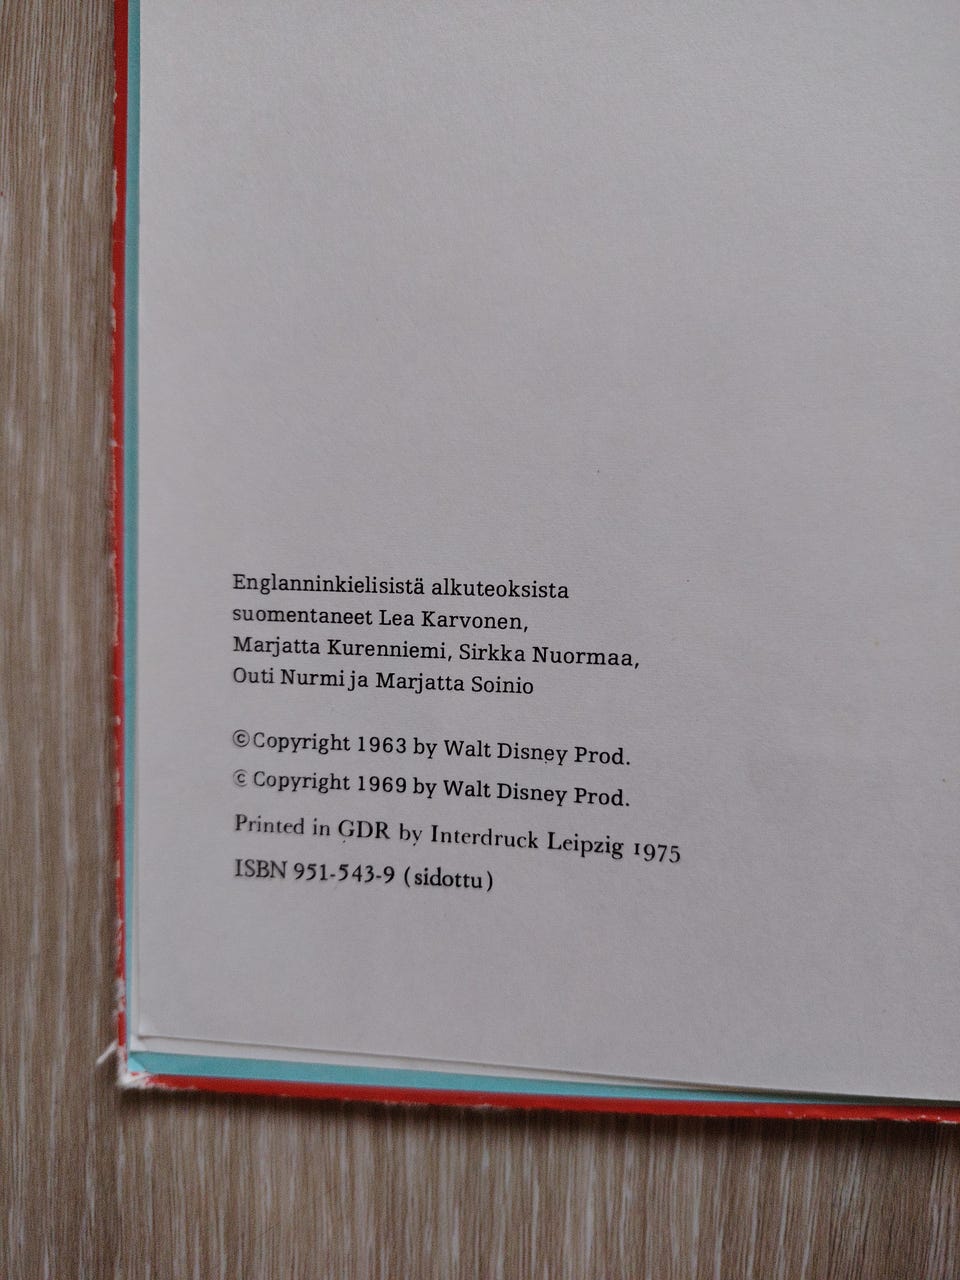 Englanninkielisistä alkuteoksista
suomentaneet Lea Karvonen,
Marjatta Kurenniemi, Sirkka Nuormaa,
Outi Nurmi ja Marjatta Soinio
©Copyright 1963 by Walt Disney Prod.
© Copyright 1969 by Walt Disney Prod.
Printed in GDR by Interdruck Leipzig 1975
ISBN 951-543-9 (sidottu)